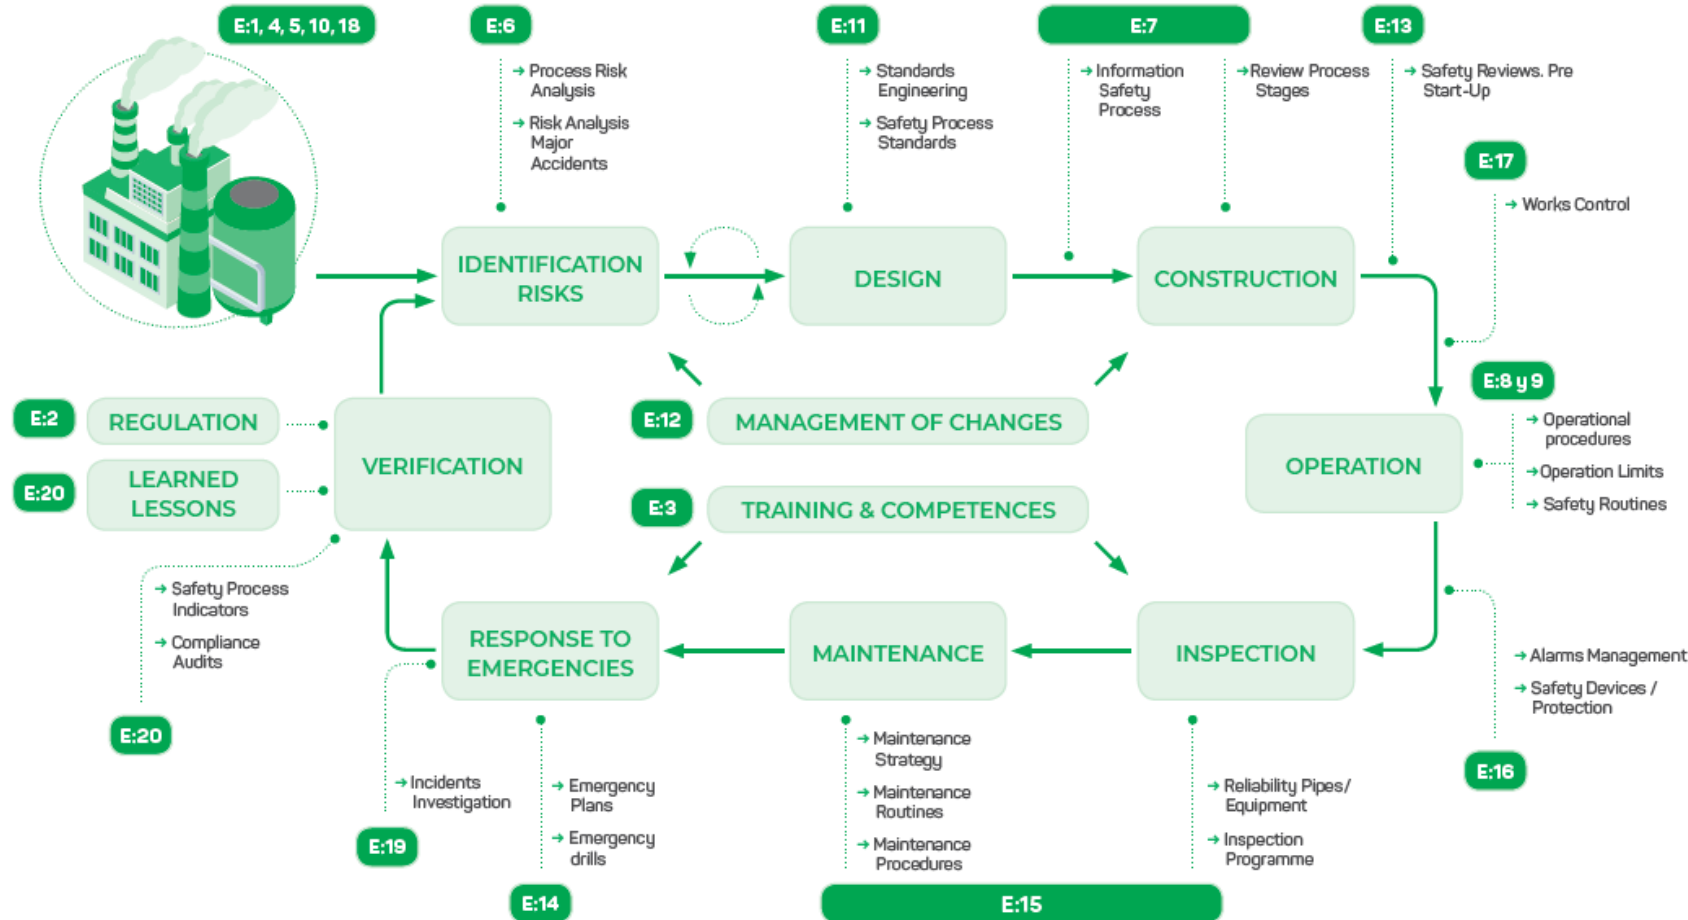 E:1, 4, 5, 10, 18
E:6
E:11
E:7
E:13
→ Process Risk
Analysis
→ Risk Analysis
Major
Accidents
→ Standards
Engineering
→ Safety Process
Standards
→ Information
Safety
Process
→ Review Process
Stages
→ Safety Reviews. Pre
Start-Up
E:17
→ Works Control
IDENTIFICATION
RISKS
DESIGN
CONSTRUCTION
E:8 y 9
→ Operational
procedures
→ Operation Limits
→ Safety Routines
E:2
REGULATION
E:20
LEARNED
LESSONS
VERIFICATION
E:12
MANAGEMENT OF CHANGES
E:3
TRAINING & COMPETENCES
OPERATION
→ Safety Process
Indicators
→ Compliance
Audits
E:20
RESPONSE TO
EMERGENCIES
MAINTENANCE
INSPECTION
→ Alarms Management
→ Safety Devices /
Protection
E:16
→ Incidents
Investigation
E:19
→ Emergency
Plans
→ Emergency
drills
E:14
→ Maintenance
Strategy
→ Maintenance
Routines
→ Maintenance
Procedures
→ Reliability Pipes/
Equipment
→ Inspection
Programme
E:15